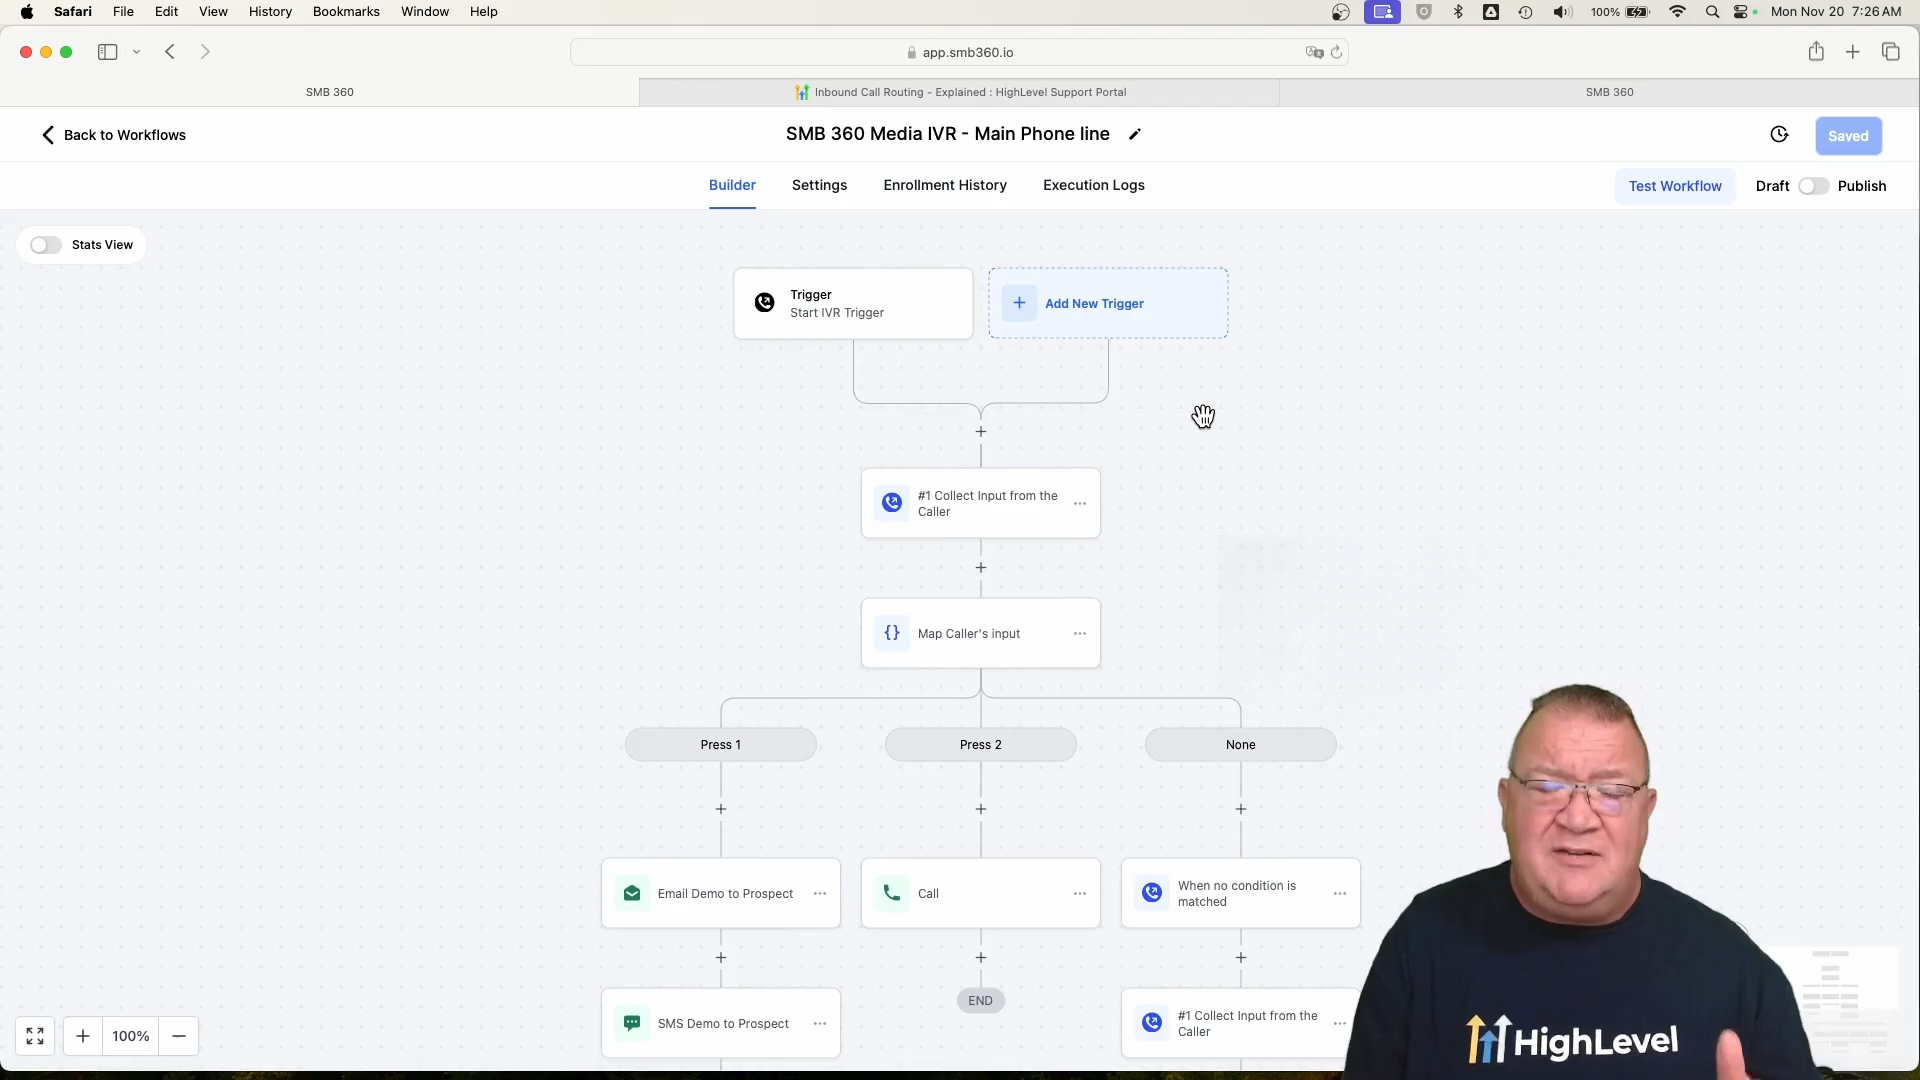 Safari File Edit View History Bookmarks Window Help
100% Mon Nov 20 7:26 AM
app.smb360.io
SMB 360
Inbound Call Routing - Explained : HighLevel Support Portal
SMB 360
Back to Workflows
SMB 360 Media IVR - Main Phone line
Saved
Builder Settings Enrollment History Execution Logs
Test Workflow
Draft Publish
Stats View
Trigger
Start IVR Trigger
Add New Trigger
#1 Collect Input from the
Caller
Map Caller's input
Press 1
Press 2
None
Email Demo to Prospect
Call
When no condition is
matched
END
SMS Demo to Prospect
#1 Collect Input from the
Caller
100%
HighLevel